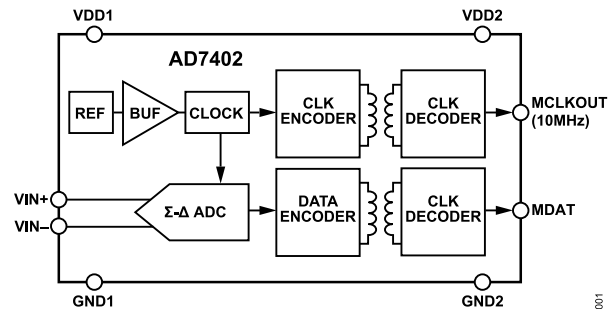 VDD1
VDD2
AD7402
REF
BUF
CLOCK
CLK
ENCODER
CLK
DECODER
MCLKOUT
(10MHz)
VIN+
VIN–
Σ-Δ ADC
DATA
ENCODER
CLK
DECODER
MDAT
GND1
GND2
001